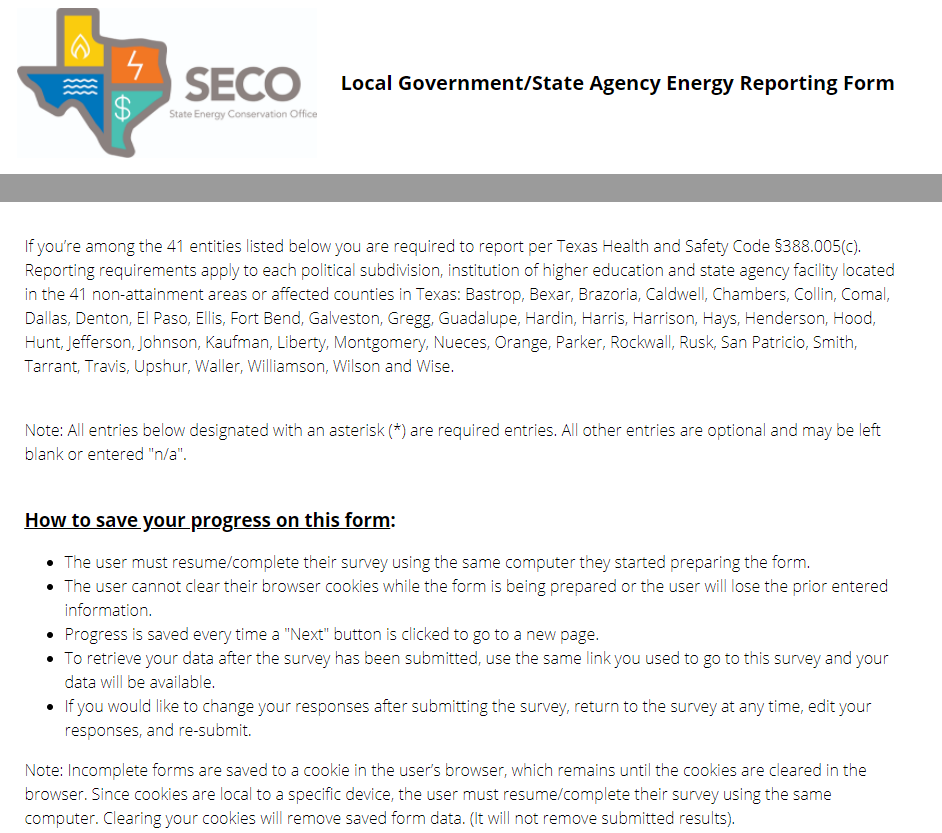 SECO
State Energy Conservation Office
Local Government/State Agency Energy Reporting Form
$
If you're among the 41 entities listed below you are required to report per Texas Health and Safety Code §388.005(c).
Reporting requirements apply to each political subdivision, institution of higher education and state agency facility located
in the 41 non-attainment areas or affected counties in Texas: Bastrop, Bexar, Brazoria, Caldwell, Chambers, Collin, Comal,
Dallas, Denton, El Paso, Ellis, Fort Bend, Galveston, Gregg, Guadalupe, Hardin, Harris, Harrison, Hays, Henderson, Hood,
Hunt, Jefferson, Johnson, Kaufman, Liberty, Montgomery, Nueces, Orange, Parker, Rockwall, Rusk, San Patricio, Smith,
Tarrant, Travis, Upshur, Waller, Williamson, Wilson and Wise.
Note: All entries below designated with an asterisk (*) are required entries. All other entries are optional and may be left
blank or entered "n/a".
How to save your progress on this form:
• The user must resume/complete their survey using the same computer they started preparing the form.
• The user cannot clear their browser cookies while the form is being prepared or the user will lose the prior entered
information.
• Progress is saved every time a "Next" button is clicked to go to a new page.
• To retrieve your data after the survey has been submitted, use the same link you used to go to this survey and your
data will be available.
• If you would like to change your responses after submitting the survey, return to the survey at any time, edit your
responses, and re-submit.
Note: Incomplete forms are saved to a cookie in the user's browser, which remains until the cookies are cleared in the
browser. Since cookies are local to a specific device, the user must resume/complete their survey using the same
computer. Clearing your cookies will remove saved form data. (It will not remove submitted results).